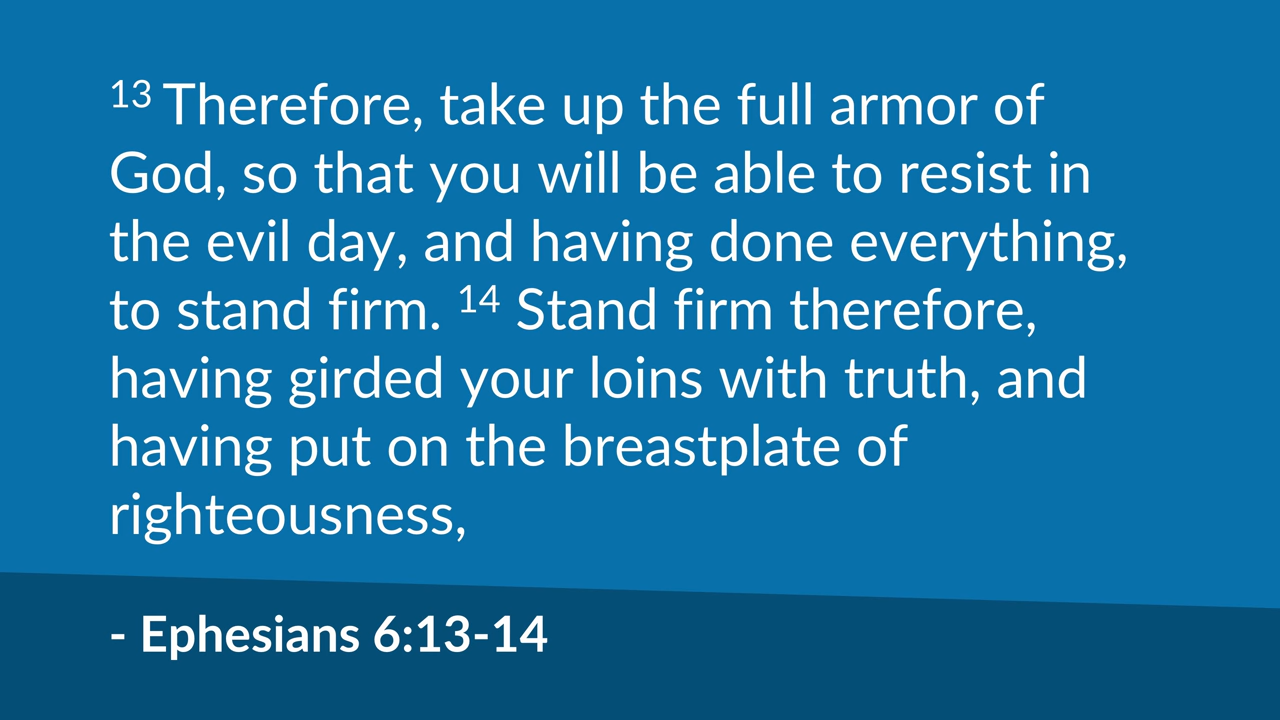 13 Therefore, take up the full armor of
God, so that you will be able to resist in
the evil day, and having done everything,
to stand firm. 14 Stand firm therefore,
having girded your loins with truth, and
having put on the breastplate of
righteousness,
- Ephesians 6:13-14